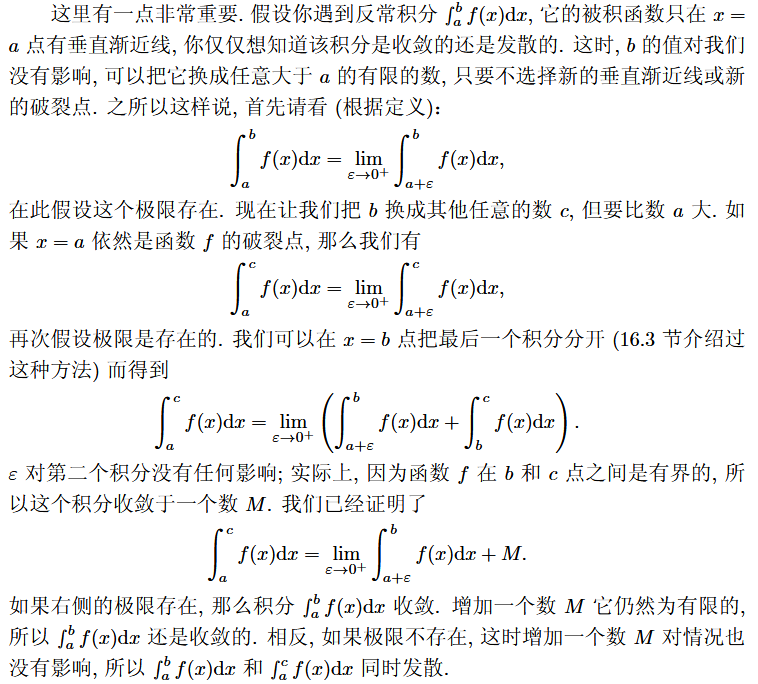 这里有一点非常重要. 假设你遇到反常积分 $\int_a^b f(x)\mathrm{d}x$, 它的被积函数只在 $x =$
$a$ 点有垂直渐近线, 你仅仅想知道该积分是收敛的还是发散的. 这时, $b$ 的值对我们
没有影响, 可以把它换成任意大于 $a$ 的有限的数, 只要不选择新的垂直渐近线或新
的破裂点. 之所以这样说, 首先请看 (根据定义):
$$\int_a^b f(x)\mathrm{d}x = \lim_{\varepsilon \to 0^+} \int_{a+\varepsilon}^b f(x)\mathrm{d}x,$$
在此假设这个极限存在. 现在让我们把 $b$ 换成其他任意的数 $c$, 但要比数 $a$ 大. 如
果 $x = a$ 依然是函数 $f$ 的破裂点, 那么我们有
$$\int_a^c f(x)\mathrm{d}x = \lim_{\varepsilon \to 0^+} \int_{a+\varepsilon}^c f(x)\mathrm{d}x,$$
再次假设极限是存在的. 我们可以在 $x = b$ 点把最后一个积分分开 (16.3 节介绍过
这种方法) 而得到
$$\int_a^c f(x)\mathrm{d}x = \lim_{\varepsilon \to 0^+} \left( \int_{a+\varepsilon}^b f(x)\mathrm{d}x + \int_b^c f(x)\mathrm{d}x \right).$$
$\varepsilon$ 对第二个积分没有任何影响; 实际上, 因为函数 $f$ 在 $b$ 和 $c$ 点之间是有界的, 所
以这个积分收敛于一个数 $M$. 我们已经证明了
$$\int_a^c f(x)\mathrm{d}x = \lim_{\varepsilon \to 0^+} \int_{a+\varepsilon}^b f(x)\mathrm{d}x + M.$$
如果右侧的极限存在, 那么积分 $\int_a^b f(x)\mathrm{d}x$ 收敛. 增加一个数 $M$ 它仍然为有限的,
所以 $\int_a^b f(x)\mathrm{d}x$ 还是收敛的. 相反, 如果极限不存在, 这时增加一个数 $M$ 对情况也
没有影响, 所以 $\int_a^b f(x)\mathrm{d}x$ 和 $\int_a^c f(x)\mathrm{d}x$ 同时发散.